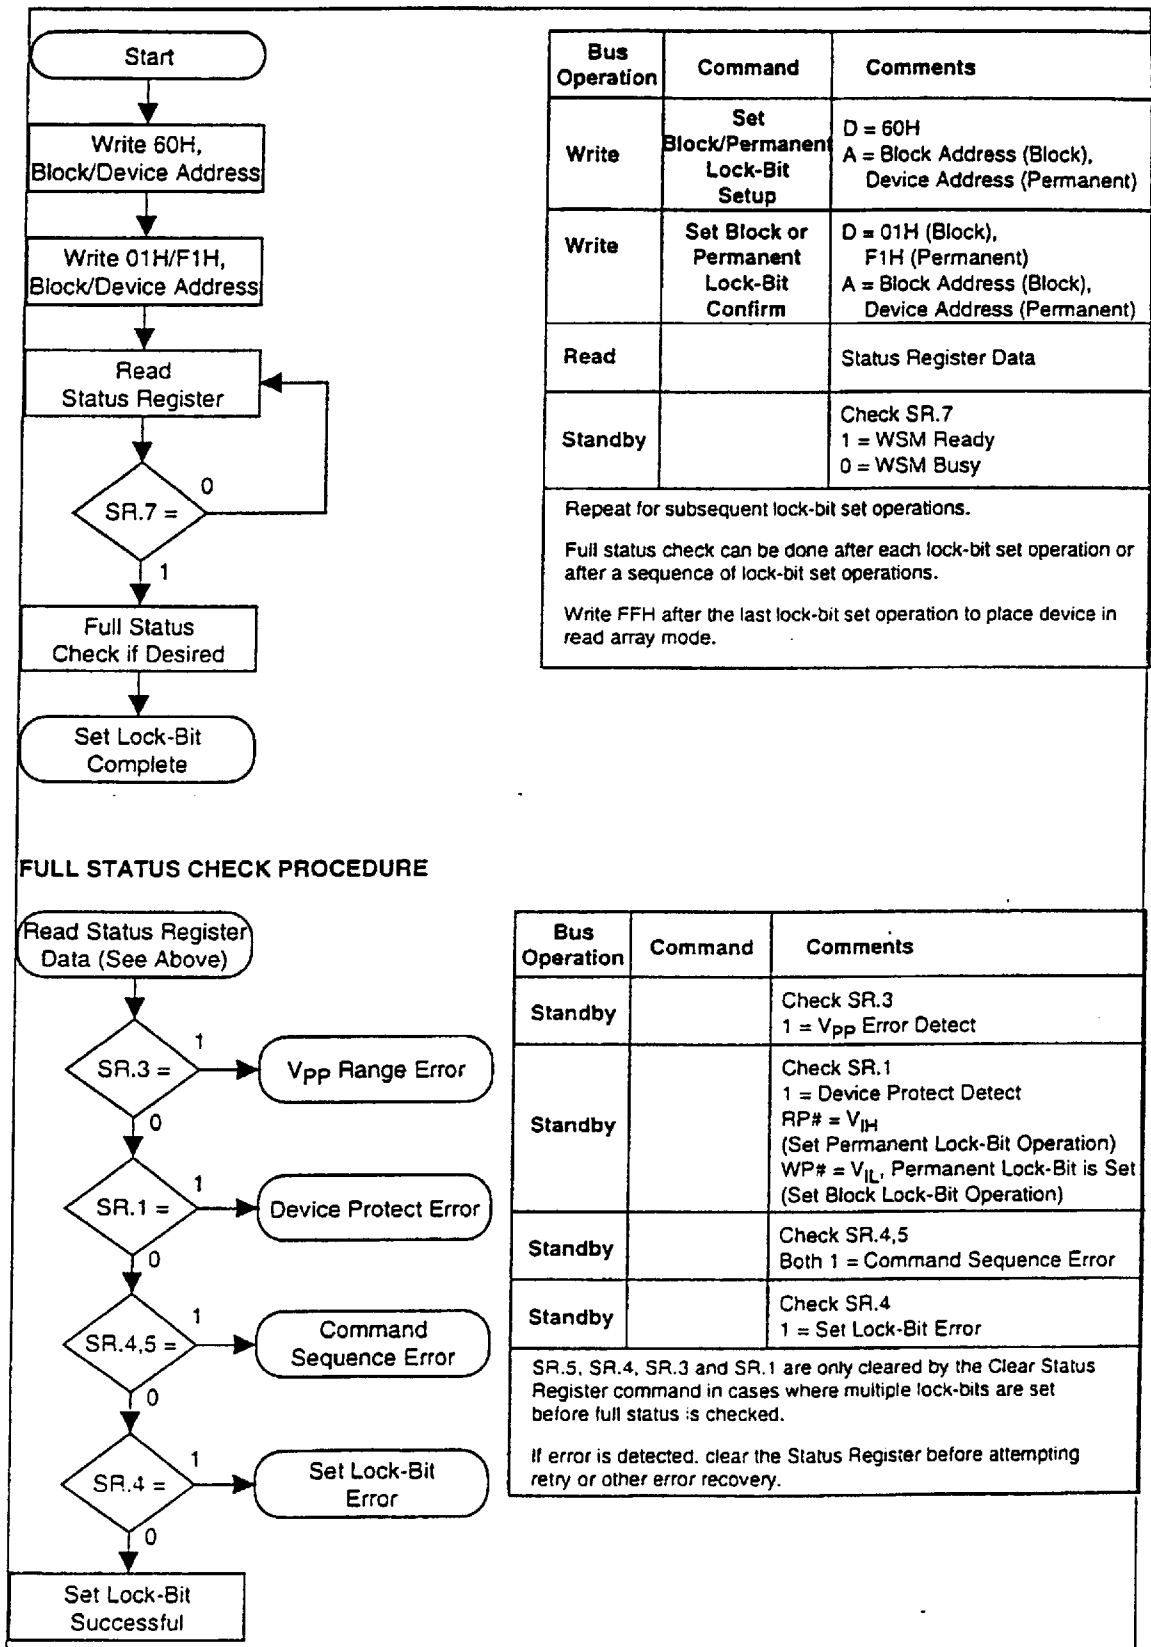 Start
Write 60H,
Block/Device Address
Write 01H/F1H,
Block/Device Address
Read
Status Register
SR.7 =
0
1
Full Status
Check if Desired
Set Lock-Bit
Complete
Bus
Operation
Command
Comments
Write
Set
Block/Permanent
Lock-Bit
Setup
D = 60H
A = Block Address (Block),
Device Address (Permanent)
Write
Set Block or
Permanent
Lock-Bit
Confirm
D = 01H (Block),
F1H (Permanent)
A = Block Address (Block),
Device Address (Permanent)
Read
Status Register Data
Standby
Check SR.7
1 = WSM Ready
0 = WSM Busy
Repeat for subsequent lock-bit set operations.
Full status check can be done after each lock-bit set operation or
after a sequence of lock-bit set operations.
Write FFH after the last lock-bit set operation to place device in
read array mode.
FULL STATUS CHECK PROCEDURE
Read Status Register
Data (See Above)
SR.3 =
1
VPP Range Error
0
SR.1 =
1
Device Protect Error
0
SR.4,5 =
1
Command
Sequence Error
0
SR.4 =
1
Set Lock-Bit
Error
0
Set Lock-Bit
Successful
Bus
Operation
Command
Comments
Standby
Check SR.3
1 = VPP Error Detect
Standby
Check SR.1
1 = Device Protect Detect
RP# = VIH
(Set Permanent Lock-Bit Operation)
WP# = VIL, Permanent Lock-Bit is Set
(Set Block Lock-Bit Operation)
Standby
Check SR.4,5
Both 1 = Command Sequence Error
Standby
Check SR.4
1 = Set Lock-Bit Error
SR.5, SR.4, SR.3 and SR.1 are only cleared by the Clear Status
Register command in cases where multiple lock-bits are set
before full status is checked.
If error is detected. clear the Status Register before attempting
retry or other error recovery.